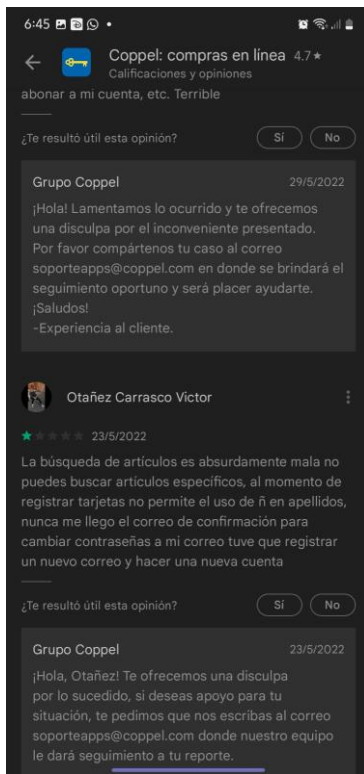 6:45
Coppel: compras en línea 4.7★
Calificaciones y opiniones
abonar a mi cuenta, etc. Terrible
¿Te resultó útil esta opinión? Sí No
Grupo Coppel 29/5/2022
¡Hola! Lamentamos lo ocurrido y te ofrecemos
una disculpa por el inconveniente presentado.
Por favor compártenos tu caso al correo
soporteapps@coppel.com en donde se brindará el
seguimiento oportuno y será placer ayudarte.
¡Saludos!
-Experiencia al cliente.
Otañez Carrasco Victor
23/5/2022
La búsqueda de artículos es absurdamente mala no
puedes buscar artículos específicos, al momento de
registrar tarjetas no permite el uso de ñ en apellidos,
nunca me llego el correo de confirmación para
cambiar contraseñas a mi correo tuve que registrar
un nuevo correo y hacer una nueva cuenta
¿Te resultó útil esta opinión? Sí No
Grupo Coppel 23/5/2022
¡Hola, Otañez! Te ofrecemos una disculpa
por lo sucedido, si deseas apoyo para tu
situación, te pedimos que nos escribas al correo
soporteapps@coppel.com donde nuestro equipo
le dará seguimiento a tu reporte.